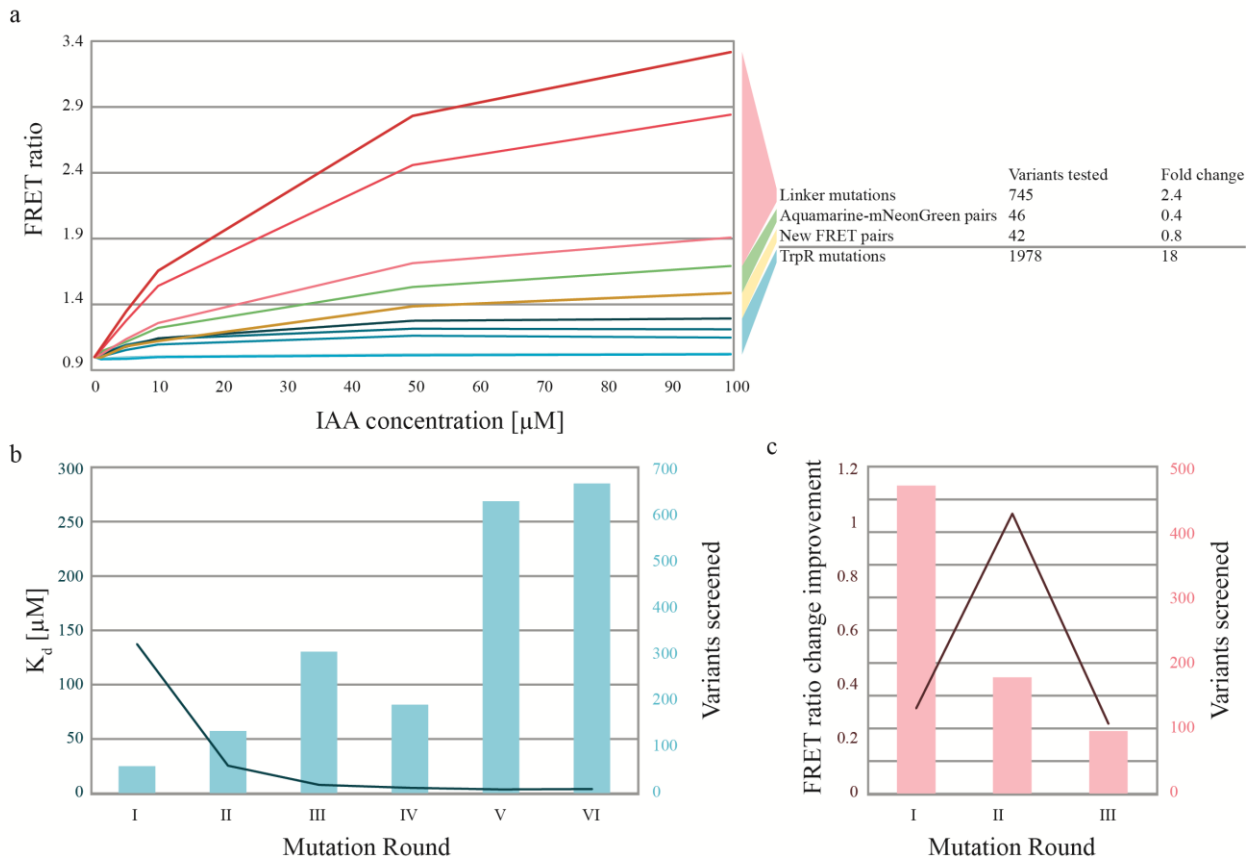 a
3.4
2.9
2.4
1.9
1.4
0.9
FRET ratio
0 10 20 30 40 50 60 70 80 90 100
IAA concentration [µM]
Variants tested Fold change
Linker mutations 745 2.4
Aquamarine-mNeonGreen pairs 46 0.4
New FRET pairs 42 0.8
TrpR mutations 1978 18
b
300
250
200
150
100
50
0
Kd [µM]
700
600
500
400
300
200
100
0
Variants screened
I II III IV V VI
Mutation Round
c
1.2
1
0.8
0.6
0.4
0.2
0
FRET ratio change improvement
500
400
300
200
100
0
Variants screened
I II III
Mutation Round